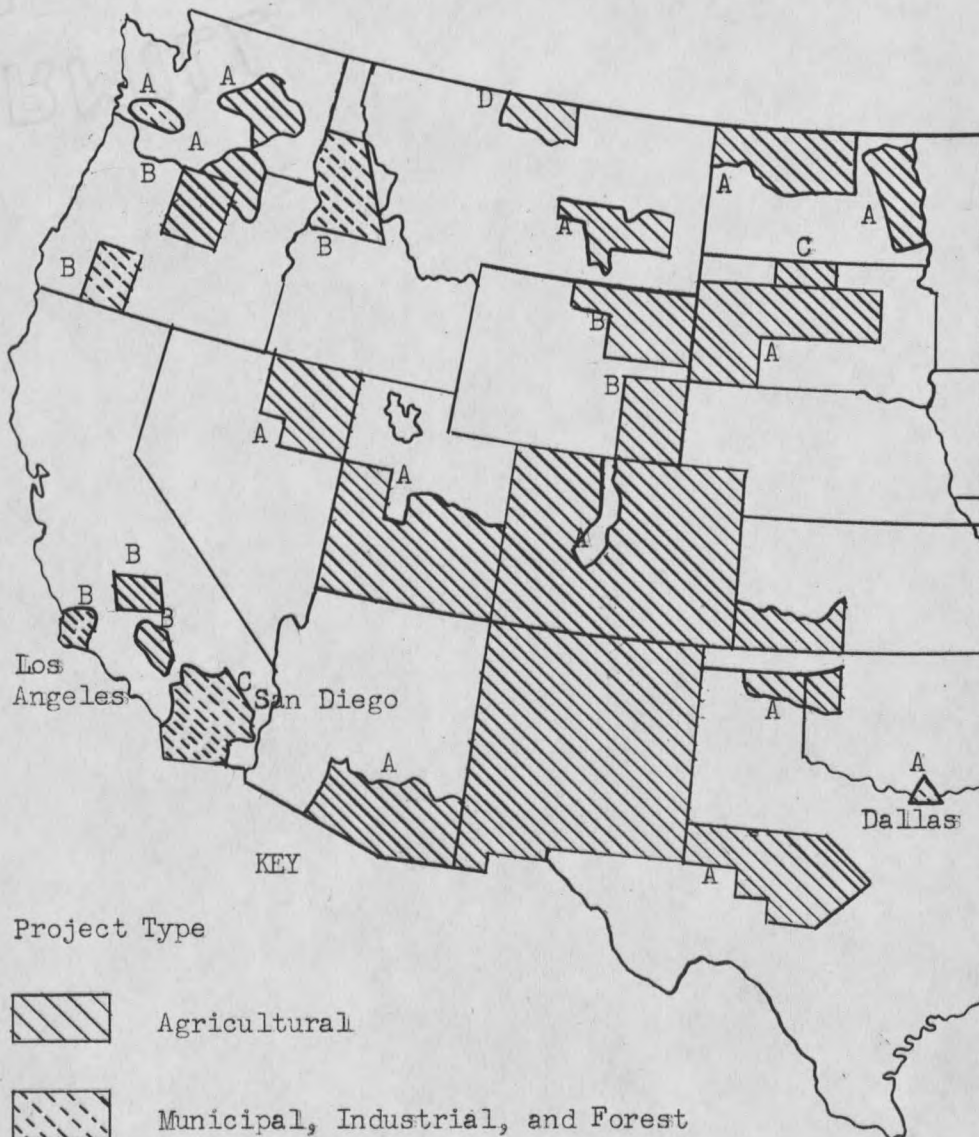 A
A
D
A
B
A
A
B
A
C
B
B
A
B
A
A
A
B
B
B
Los
Angeles
C
San Diego
A
A
A
Dallas
KEY
A
Project Type
Agricultural
Municipal, Industrial, and Forest